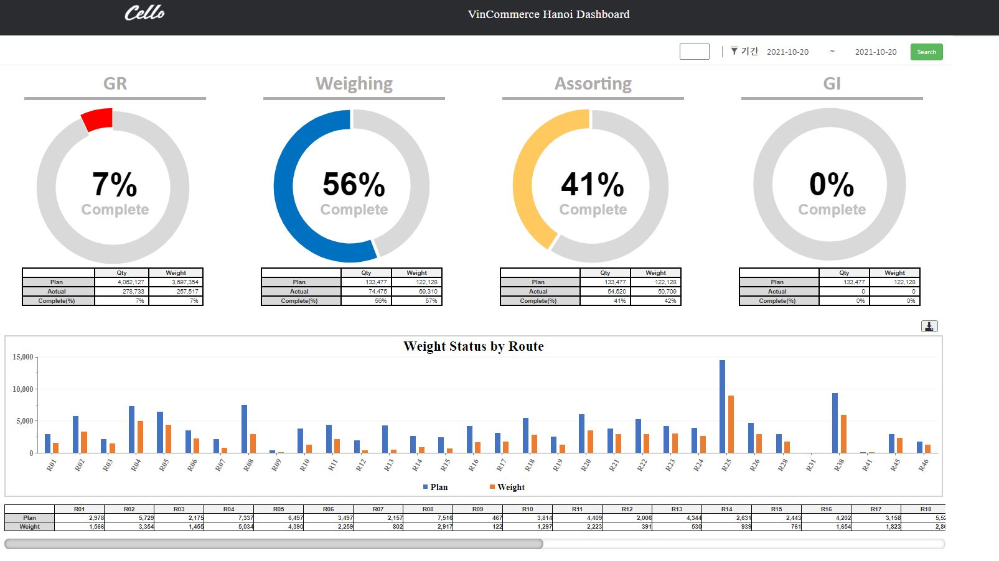 Cello
VinCommerce Hanoi Dashboard
기간 2021-10-20 ~ 2021-10-20 Search
GR Weighing Assorting GI
7% 56% 41% 0%
Complete Complete Complete Complete
Qty Weight Qty Weight Qty Weight Qty Weight
Plan 4,062,127 3,697,354 Plan 133,477 122,128 Plan 133,477 122,128 Plan 133,477 122,128
Actual 278,733 257,517 Actual 74,475 69,310 Actual 54,520 50,709 Actual 0 0
Complete(%) 7% 7% Complete(%) 56% 57% Complete(%) 41% 42% Complete(%) 0% 0%
Weight Status by Route
15,000
10,000
5,000
0
R01 R02 R03 R04 R05 R06 R07 R08 R09 R10 R11 R12 R13 R14 R15 R16 R17 R18 R19 R20 R21 R22 R23 R24 R25 R26 R28 R31 R38 R41 R45 R46
Plan Weight
R01 R02 R03 R04 R05 R06 R07 R08 R09 R10 R11 R12 R13 R14 R15 R16 R17 R18
Plan 2,978 5,729 2,175 7,337 6,497 3,497 2,157 7,516 467 3,814 4,409 2,006 4,344 2,631 2,443 4,202 3,158
Weight 1,566 3,354 1,455 5,034 4,390 2,259 802 2,917 122 1,297 2,223 391 530 939 761 1,654 1,823